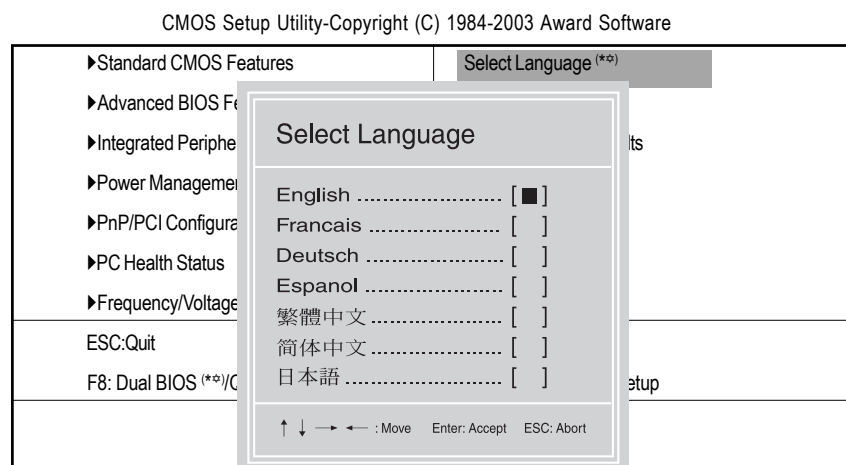 CMOS Setup Utility-Copyright (C) 1984-2003 Award Software
▶Standard CMOS Features
Select Language (*✡)
▶Advanced BIOS Fe
▶Integrated Periphe
lts
▶Power Managemen
▶PnP/PCI Configura
▶PC Health Status
▶Frequency/Voltage
ESC:Quit
F8: Dual BIOS (*✡)/Q
etup
Select Language
English ........................ [■]
Francais ...................... [ ]
Deutsch ...................... [ ]
Espanol ....................... [ ]
繁體中文 ...................... [ ]
简体中文 ...................... [ ]
日本語 .......................... [ ]
↑ ↓ → ← : Move Enter: Accept ESC: Abort